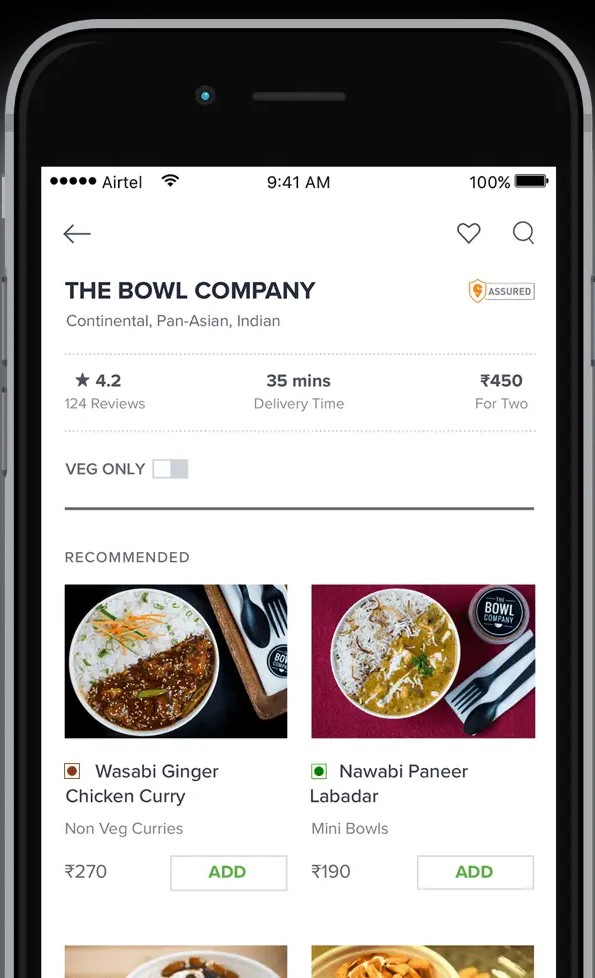 Airtel 9:41 AM 100%
THE BOWL COMPANY
ASSURED
Continental, Pan-Asian, Indian
★ 4.2 35 mins ₹450
124 Reviews Delivery Time For Two
VEG ONLY
RECOMMENDED
BOW
THE
BOWL
COMPANY
Wasabi Ginger
Chicken Curry
Nawabi Paneer
Labadar
Non Veg Curries Mini Bowls
₹270 ADD ₹190 ADD